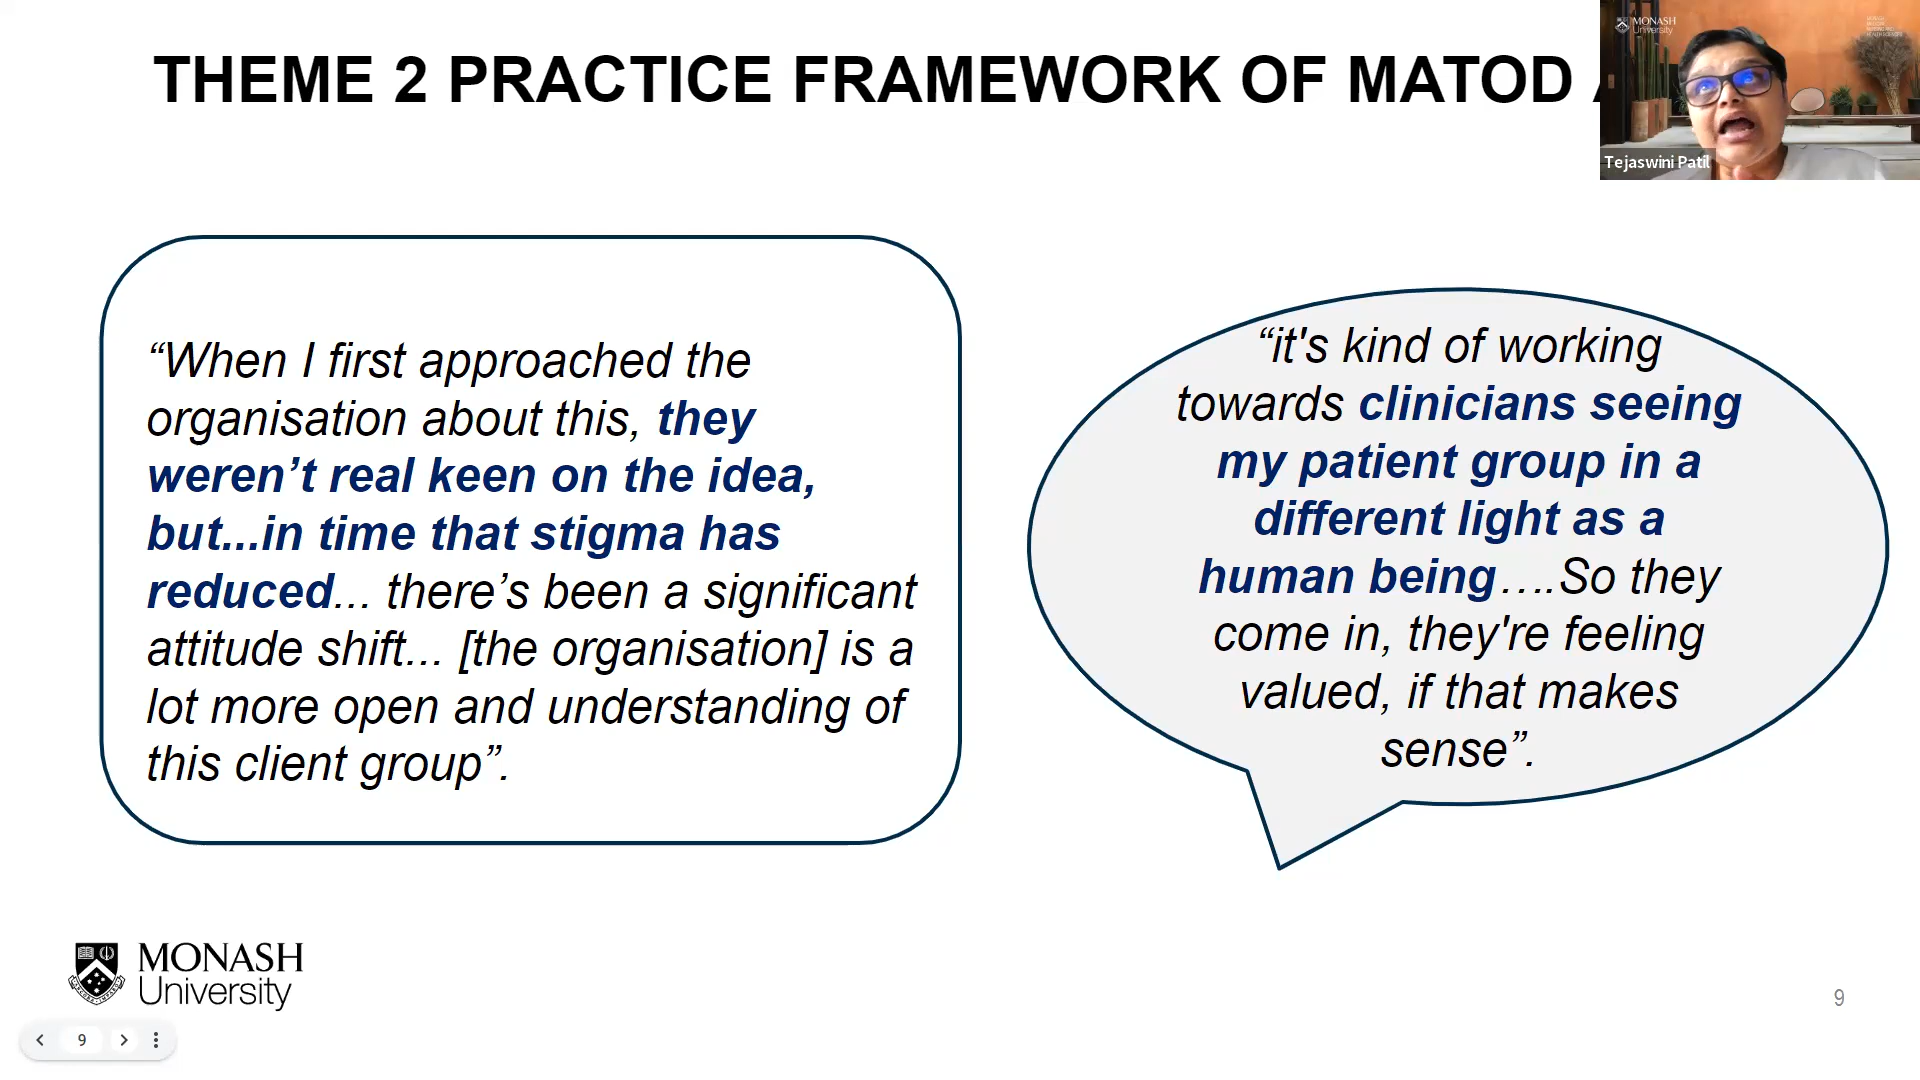 THEME 2 PRACTICE FRAMEWORK OF MATOD
MONASH
University
Tejaswini Patil
“When I first approached the
organisation about this, they
weren’t real keen on the idea,
but...in time that stigma has
reduced... there’s been a significant
attitude shift... [the organisation] is a
lot more open and understanding of
this client group”.
“it's kind of working
towards clinicians seeing
my patient group in a
different light as a
human being….So they
come in, they're feeling
valued, if that makes
sense”.
MONASH
University
9
9